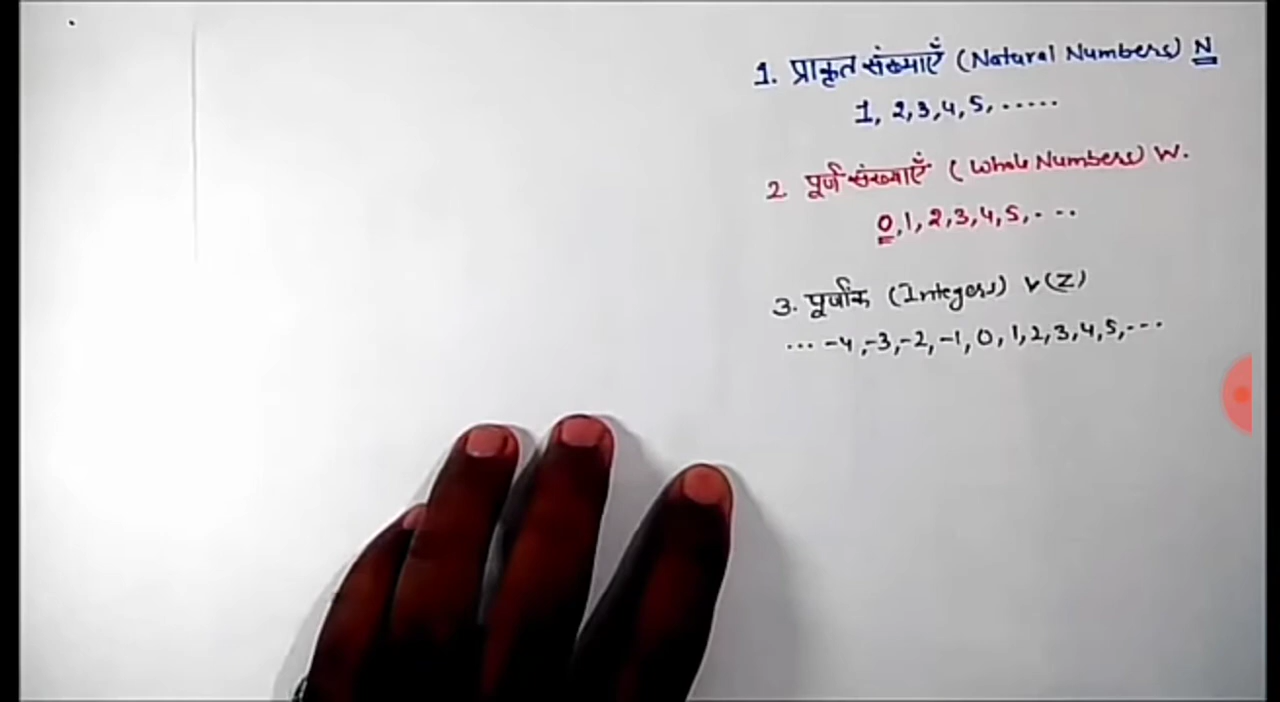 1. प्राकृत संख्याएँ (Natural Numbers) N
1, 2, 3, 4, 5, .....
2. पूर्ण संख्याएँ (Whole Numbers) W.
0, 1, 2, 3, 4, 5, ...
3. पूर्णांक (Integers) (Z)
... -4, -3, -2, -1, 0, 1, 2, 3, 4, 5, ...